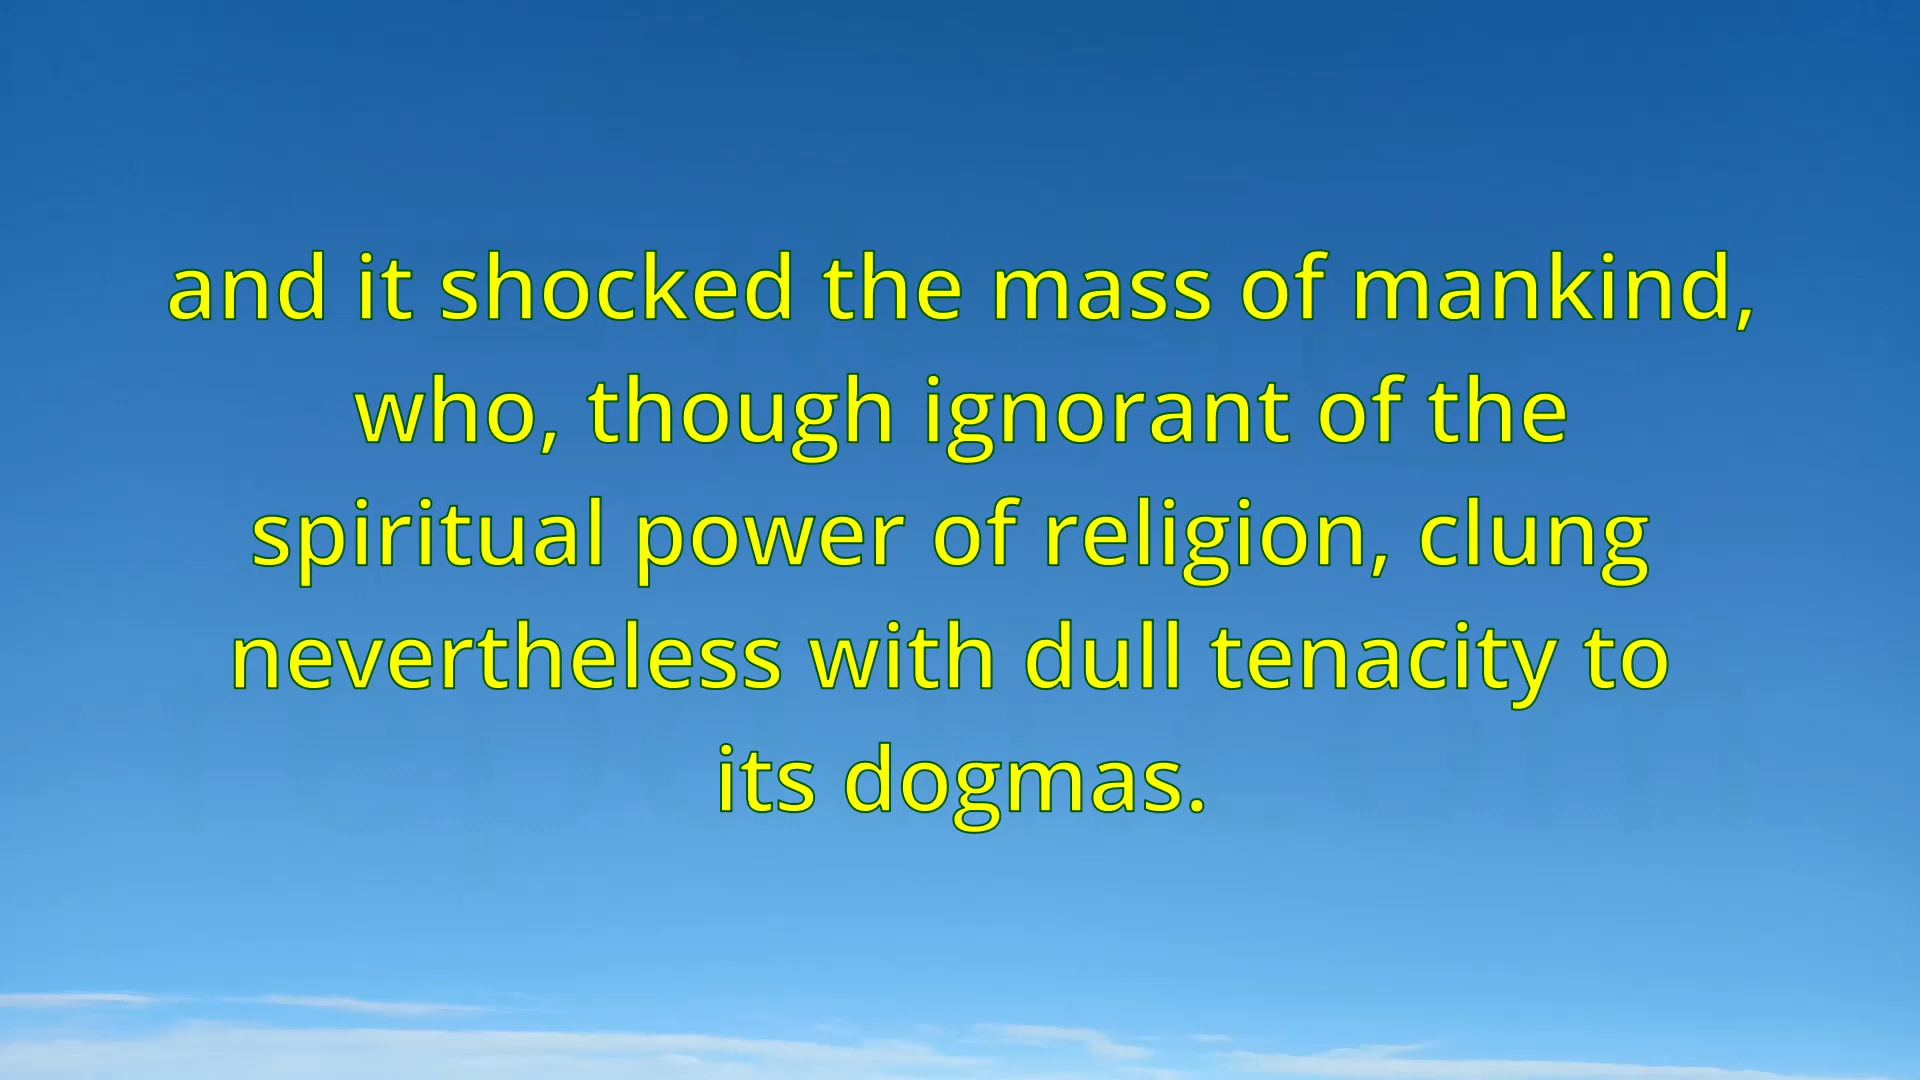 and it shocked the mass of mankind,
who, though ignorant of the
spiritual power of religion, clung
nevertheless with dull tenacity to
its dogmas.